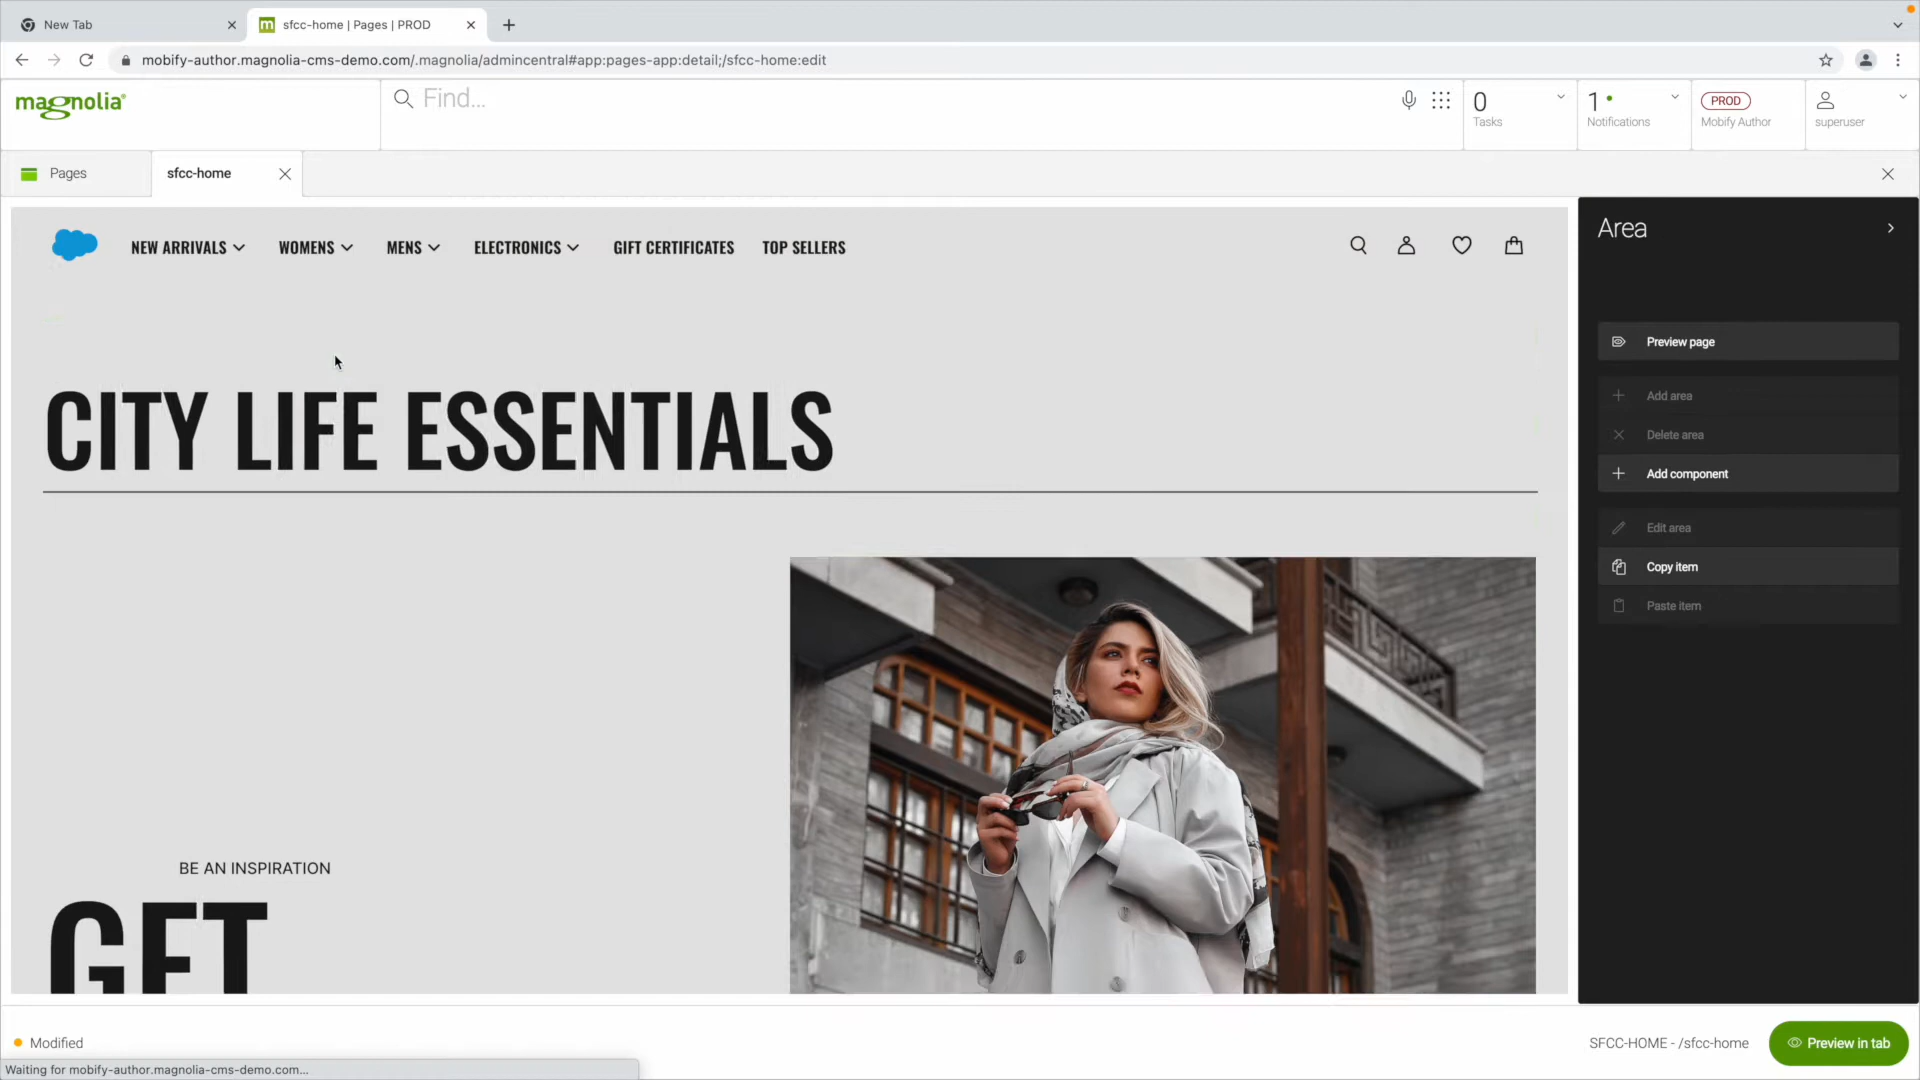 New Tab
sfcc-home | Pages | PROD
mobify-author.magnolia-cms-demo.com/.magnolia/admincentral#app:pages-app:detail;/sfcc-home:edit
magnolia®
Find...
0
Tasks
1
Notifications
PROD
Mobify Author
superuser
Pages
sfcc-home
NEW ARRIVALS
WOMENS
MENS
ELECTRONICS
GIFT CERTIFICATES
TOP SELLERS
CITY LIFE ESSENTIALS
BE AN INSPIRATION
GET
Area
Preview page
Add area
Delete area
Add component
Edit area
Copy item
Paste item
Modified
SFCC-HOME - /sfcc-home
Preview in tab
Waiting for mobify-author.magnolia-cms-demo.com...